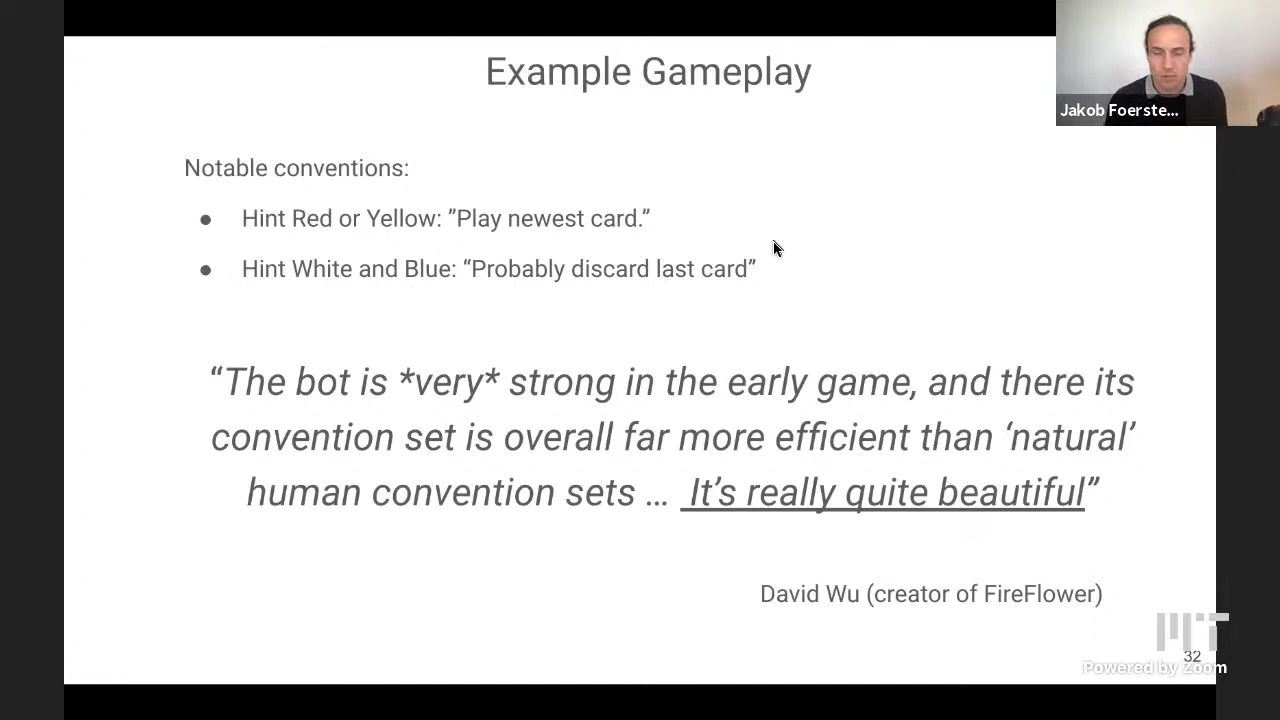 Example Gameplay
Jakob Foerste...
Notable conventions:
● Hint Red or Yellow: ”Play newest card.”
● Hint White and Blue: “Probably discard last card”
“The bot is *very* strong in the early game, and there its
convention set is overall far more efficient than ‘natural’
human convention sets … It’s really quite beautiful”
David Wu (creator of FireFlower)
MIT
32
Powered by Zoom